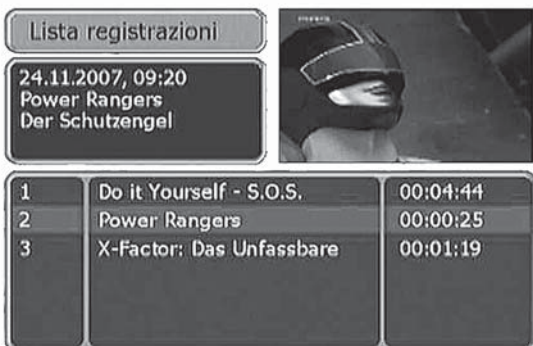 Lista registrazioni
24.11.2007, 09:20
Power Rangers
Der Schutzengel
1 Do it Yourself - S.O.S. 00:04:44
2 Power Rangers 00:00:25
3 X-Factor: Das Unfassbare 00:01:19